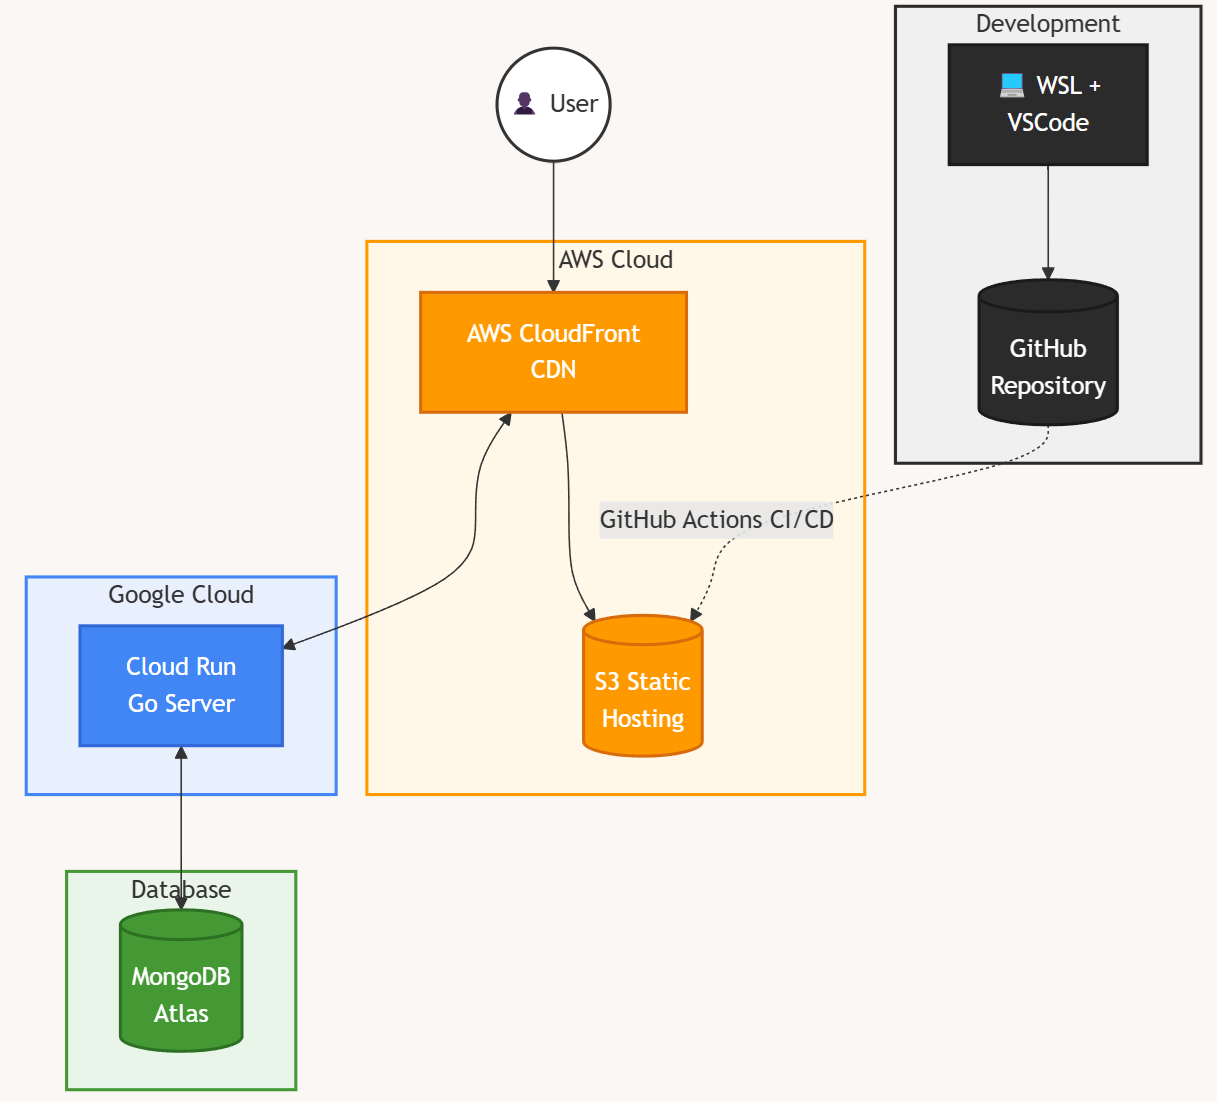 Development
WSL +
VSCode
User
AWS Cloud
AWS CloudFront
CDN
GitHub
Repository
GitHub Actions CI/CD
Google Cloud
Cloud Run
Go Server
S3 Static
Hosting
Database
MongoDB
Atlas